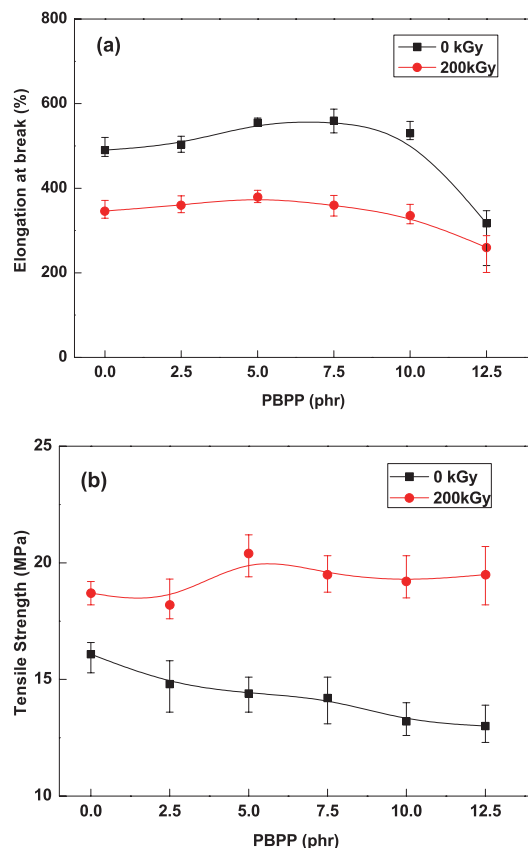 (a)
0 kGy
200kGy
800
600
400
200
0
Elongation at break (%)
0.0 2.5 5.0 7.5 10.0 12.5
PBPP (phr)
(b)
0 kGy
200kGy
25
20
15
10
Tensile Strength (MPa)
0.0 2.5 5.0 7.5 10.0 12.5
PBPP (phr)